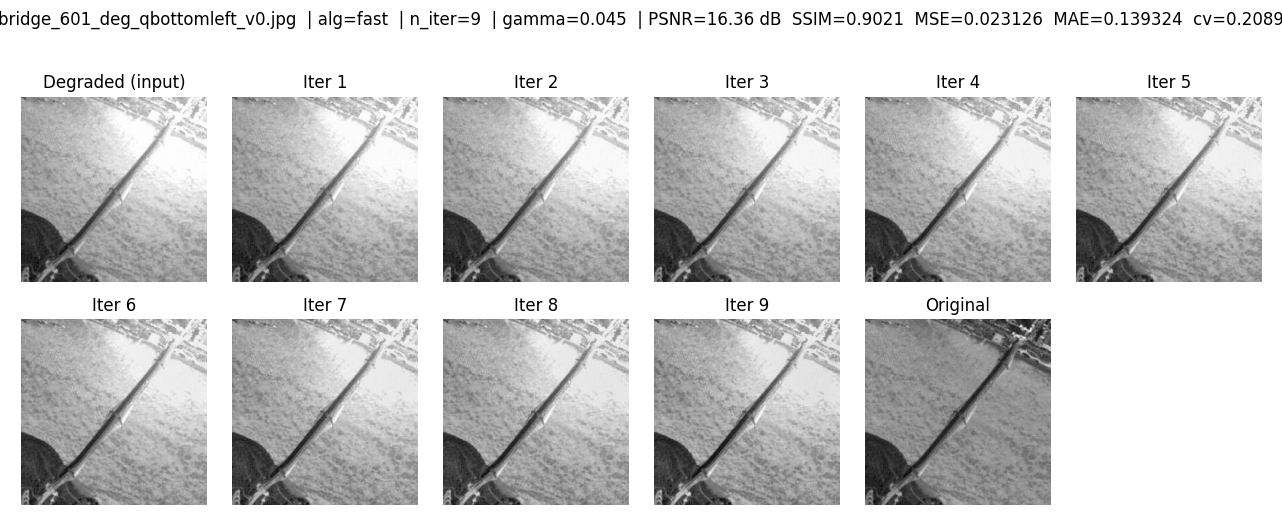 bridge_601_deg_qbottomleft_v0.jpg | alg=fast | n_iter=9 | gamma=0.045 | PSNR=16.36 dB SSIM=0.9021 MSE=0.023126 MAE=0.139324 cv=0.2089
Degraded (input) Iter 1 Iter 2 Iter 3 Iter 4 Iter 5
Iter 6 Iter 7 Iter 8 Iter 9 Original